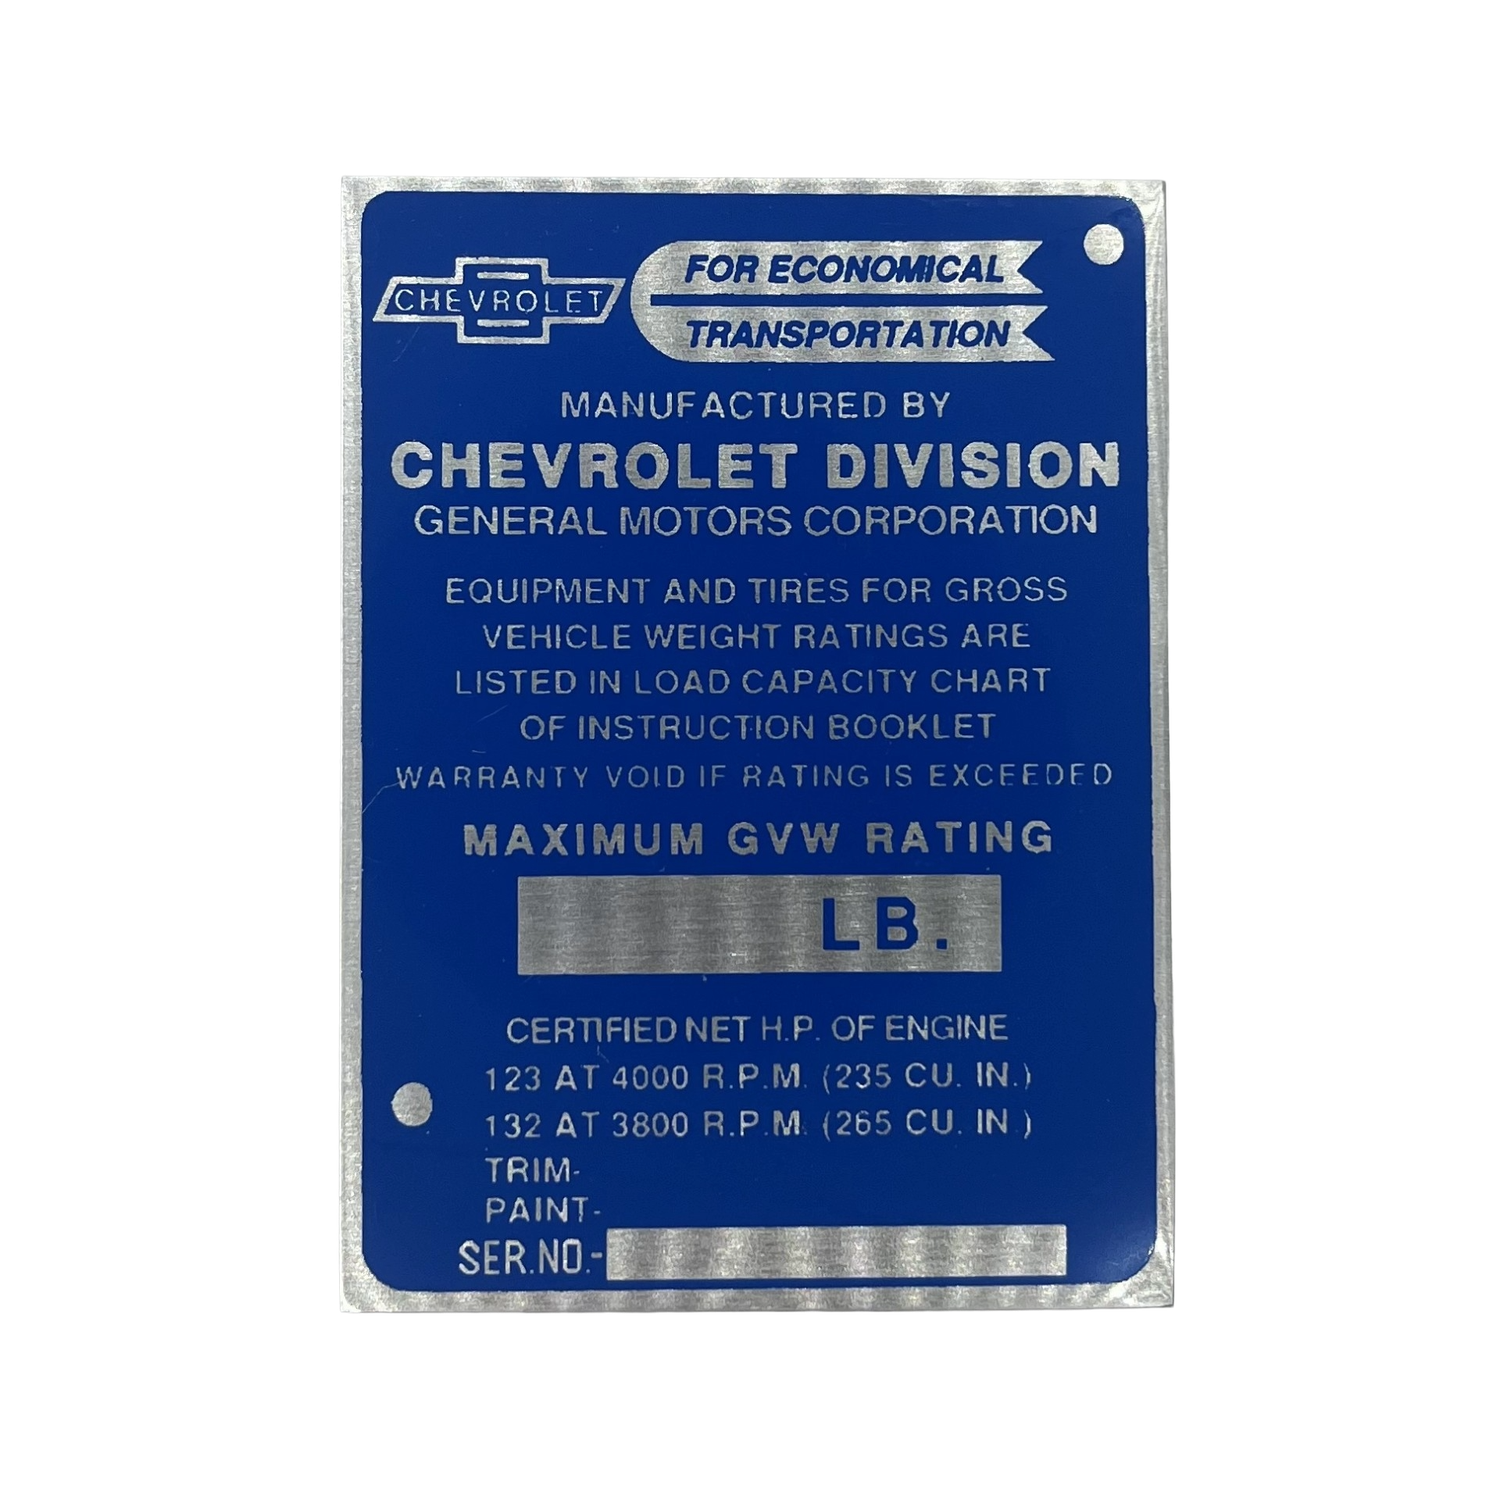 CHEVROLET
FOR ECONOMICAL
TRANSPORTATION
MANUFACTURED BY
CHEVROLET DIVISION
GENERAL MOTORS CORPORATION
EQUIPMENT AND TIRES FOR GROSS
VEHICLE WEIGHT RATINGS ARE
LISTED IN LOAD CAPACITY CHART
OF INSTRUCTION BOOKLET
WARRANTY VOID IF RATING IS EXCEEDED
MAXIMUM GVW RATING
LB.
CERTIFIED NET H.P. OF ENGINE
123 AT 4000 R.P.M. (235 CU. IN.)
132 AT 3800 R.P.M. (265 CU. IN.)
TRIM-
PAINT-
SER.NO.-